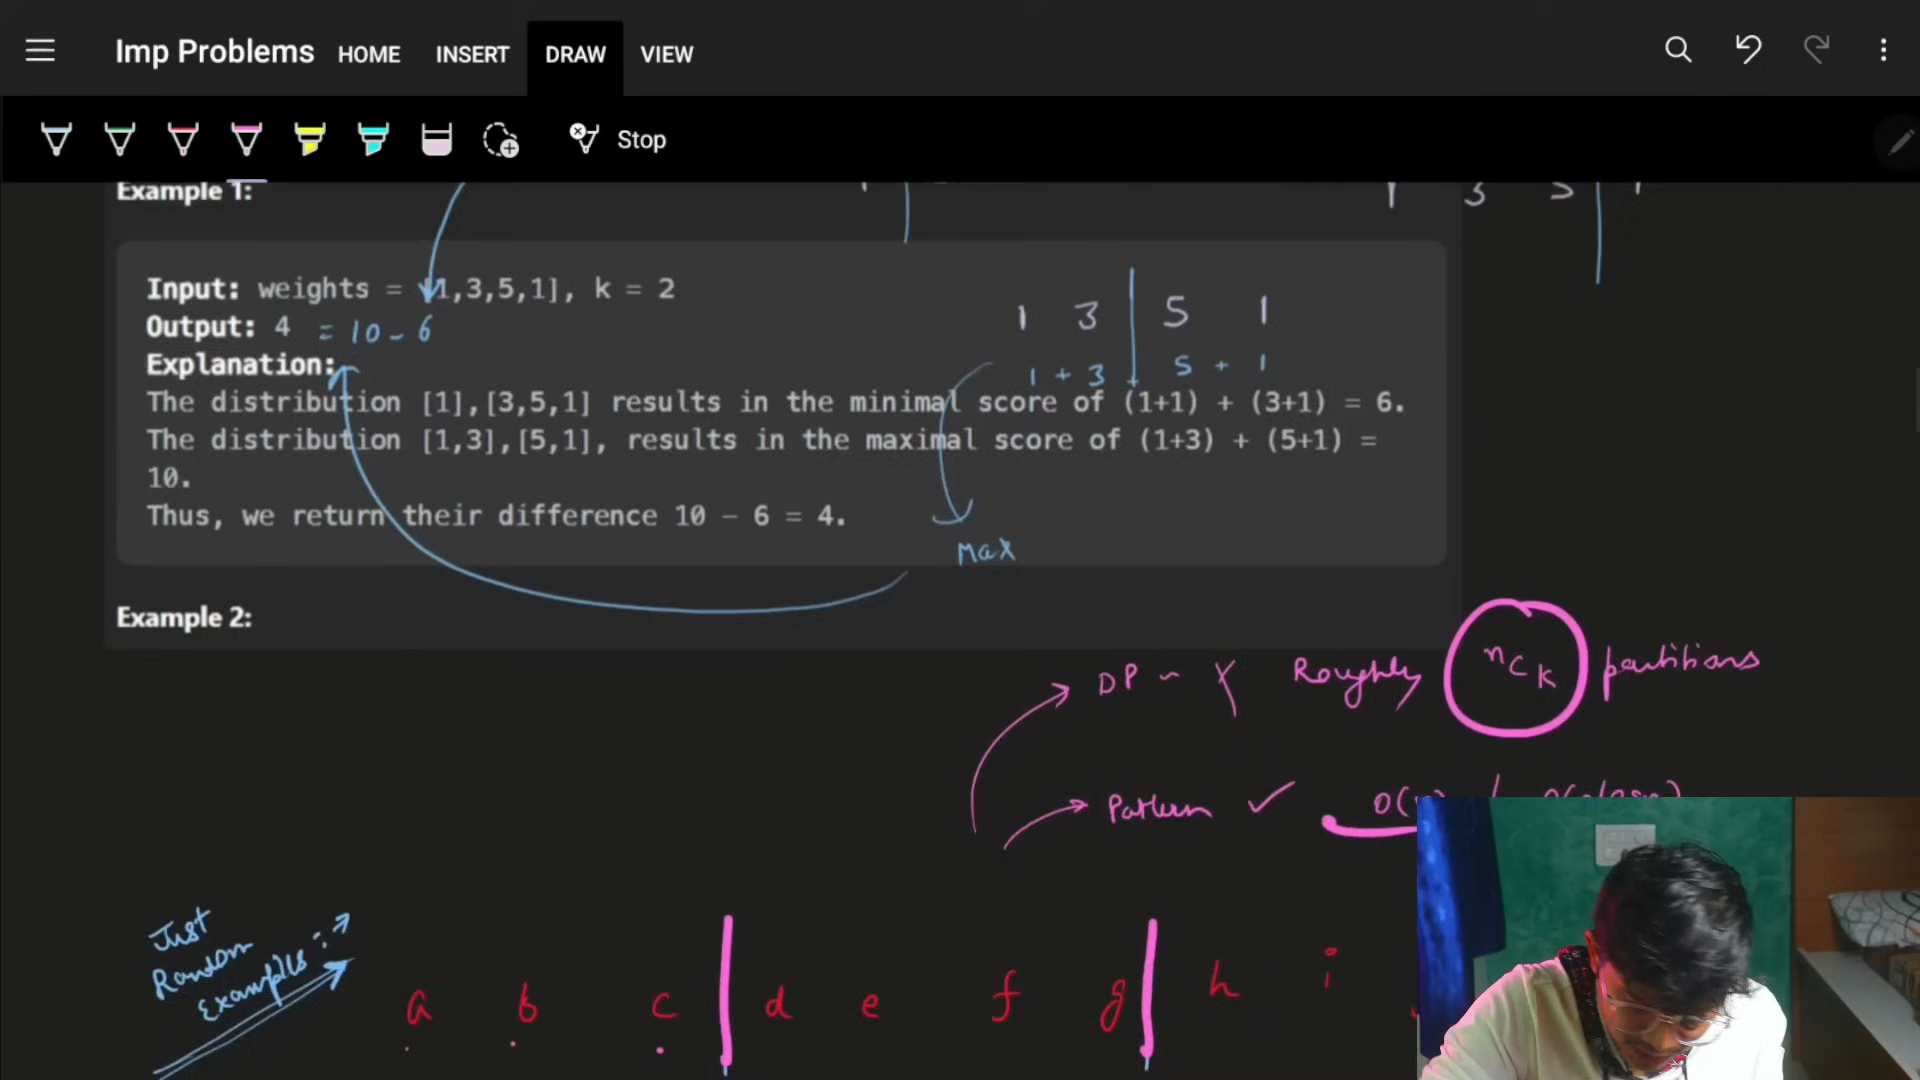 Imp Problems HOME INSERT DRAW VIEW
Stop
Example 1:
1 3 5 1
Input: weights = [1,3,5,1], k = 2
1 3 5 1
Output: 4 = 10 - 6
Explanation:
1 + 3 + 5 + 1
The distribution [1],[3,5,1] results in the minimal score of (1+1) + (3+1) = 6.
The distribution [1,3],[5,1], results in the maximal score of (1+3) + (5+1) =
10.
Thus, we return their difference 10 - 6 = 4.
Max
Example 2:
DP - X Roughly nCk partitions
Pattern ✓
Just
Random
Examples :→
a b c d e f g h i